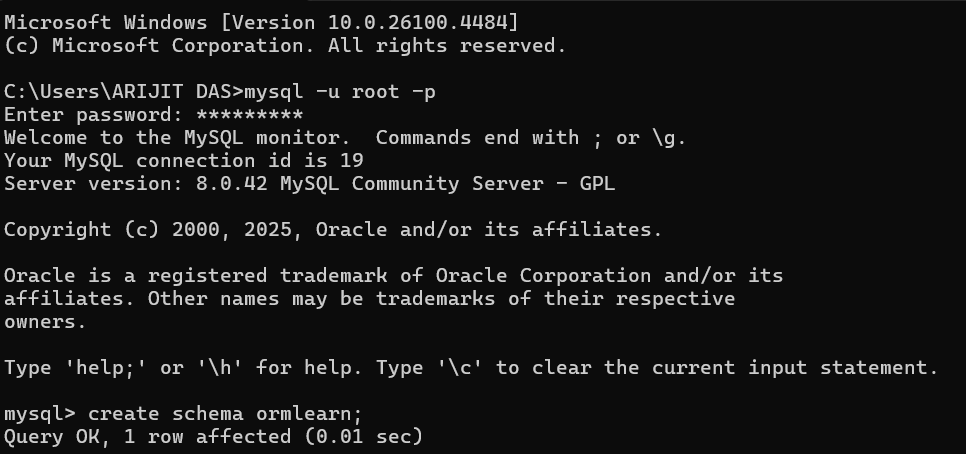 Microsoft Windows [Version 10.0.26100.4484]
(c) Microsoft Corporation. All rights reserved.
C:\Users\ARIJIT DAS>mysql -u root -p
Enter password: *********
Welcome to the MySQL monitor.  Commands end with ; or \g.
Your MySQL connection id is 19
Server version: 8.0.42 MySQL Community Server - GPL
Copyright (c) 2000, 2025, Oracle and/or its affiliates.
Oracle is a registered trademark of Oracle Corporation and/or its
affiliates. Other names may be trademarks of their respective
owners.
Type 'help;' or '\h' for help. Type '\c' to clear the current input statement.
mysql> create schema ormlearn;
Query OK, 1 row affected (0.01 sec)